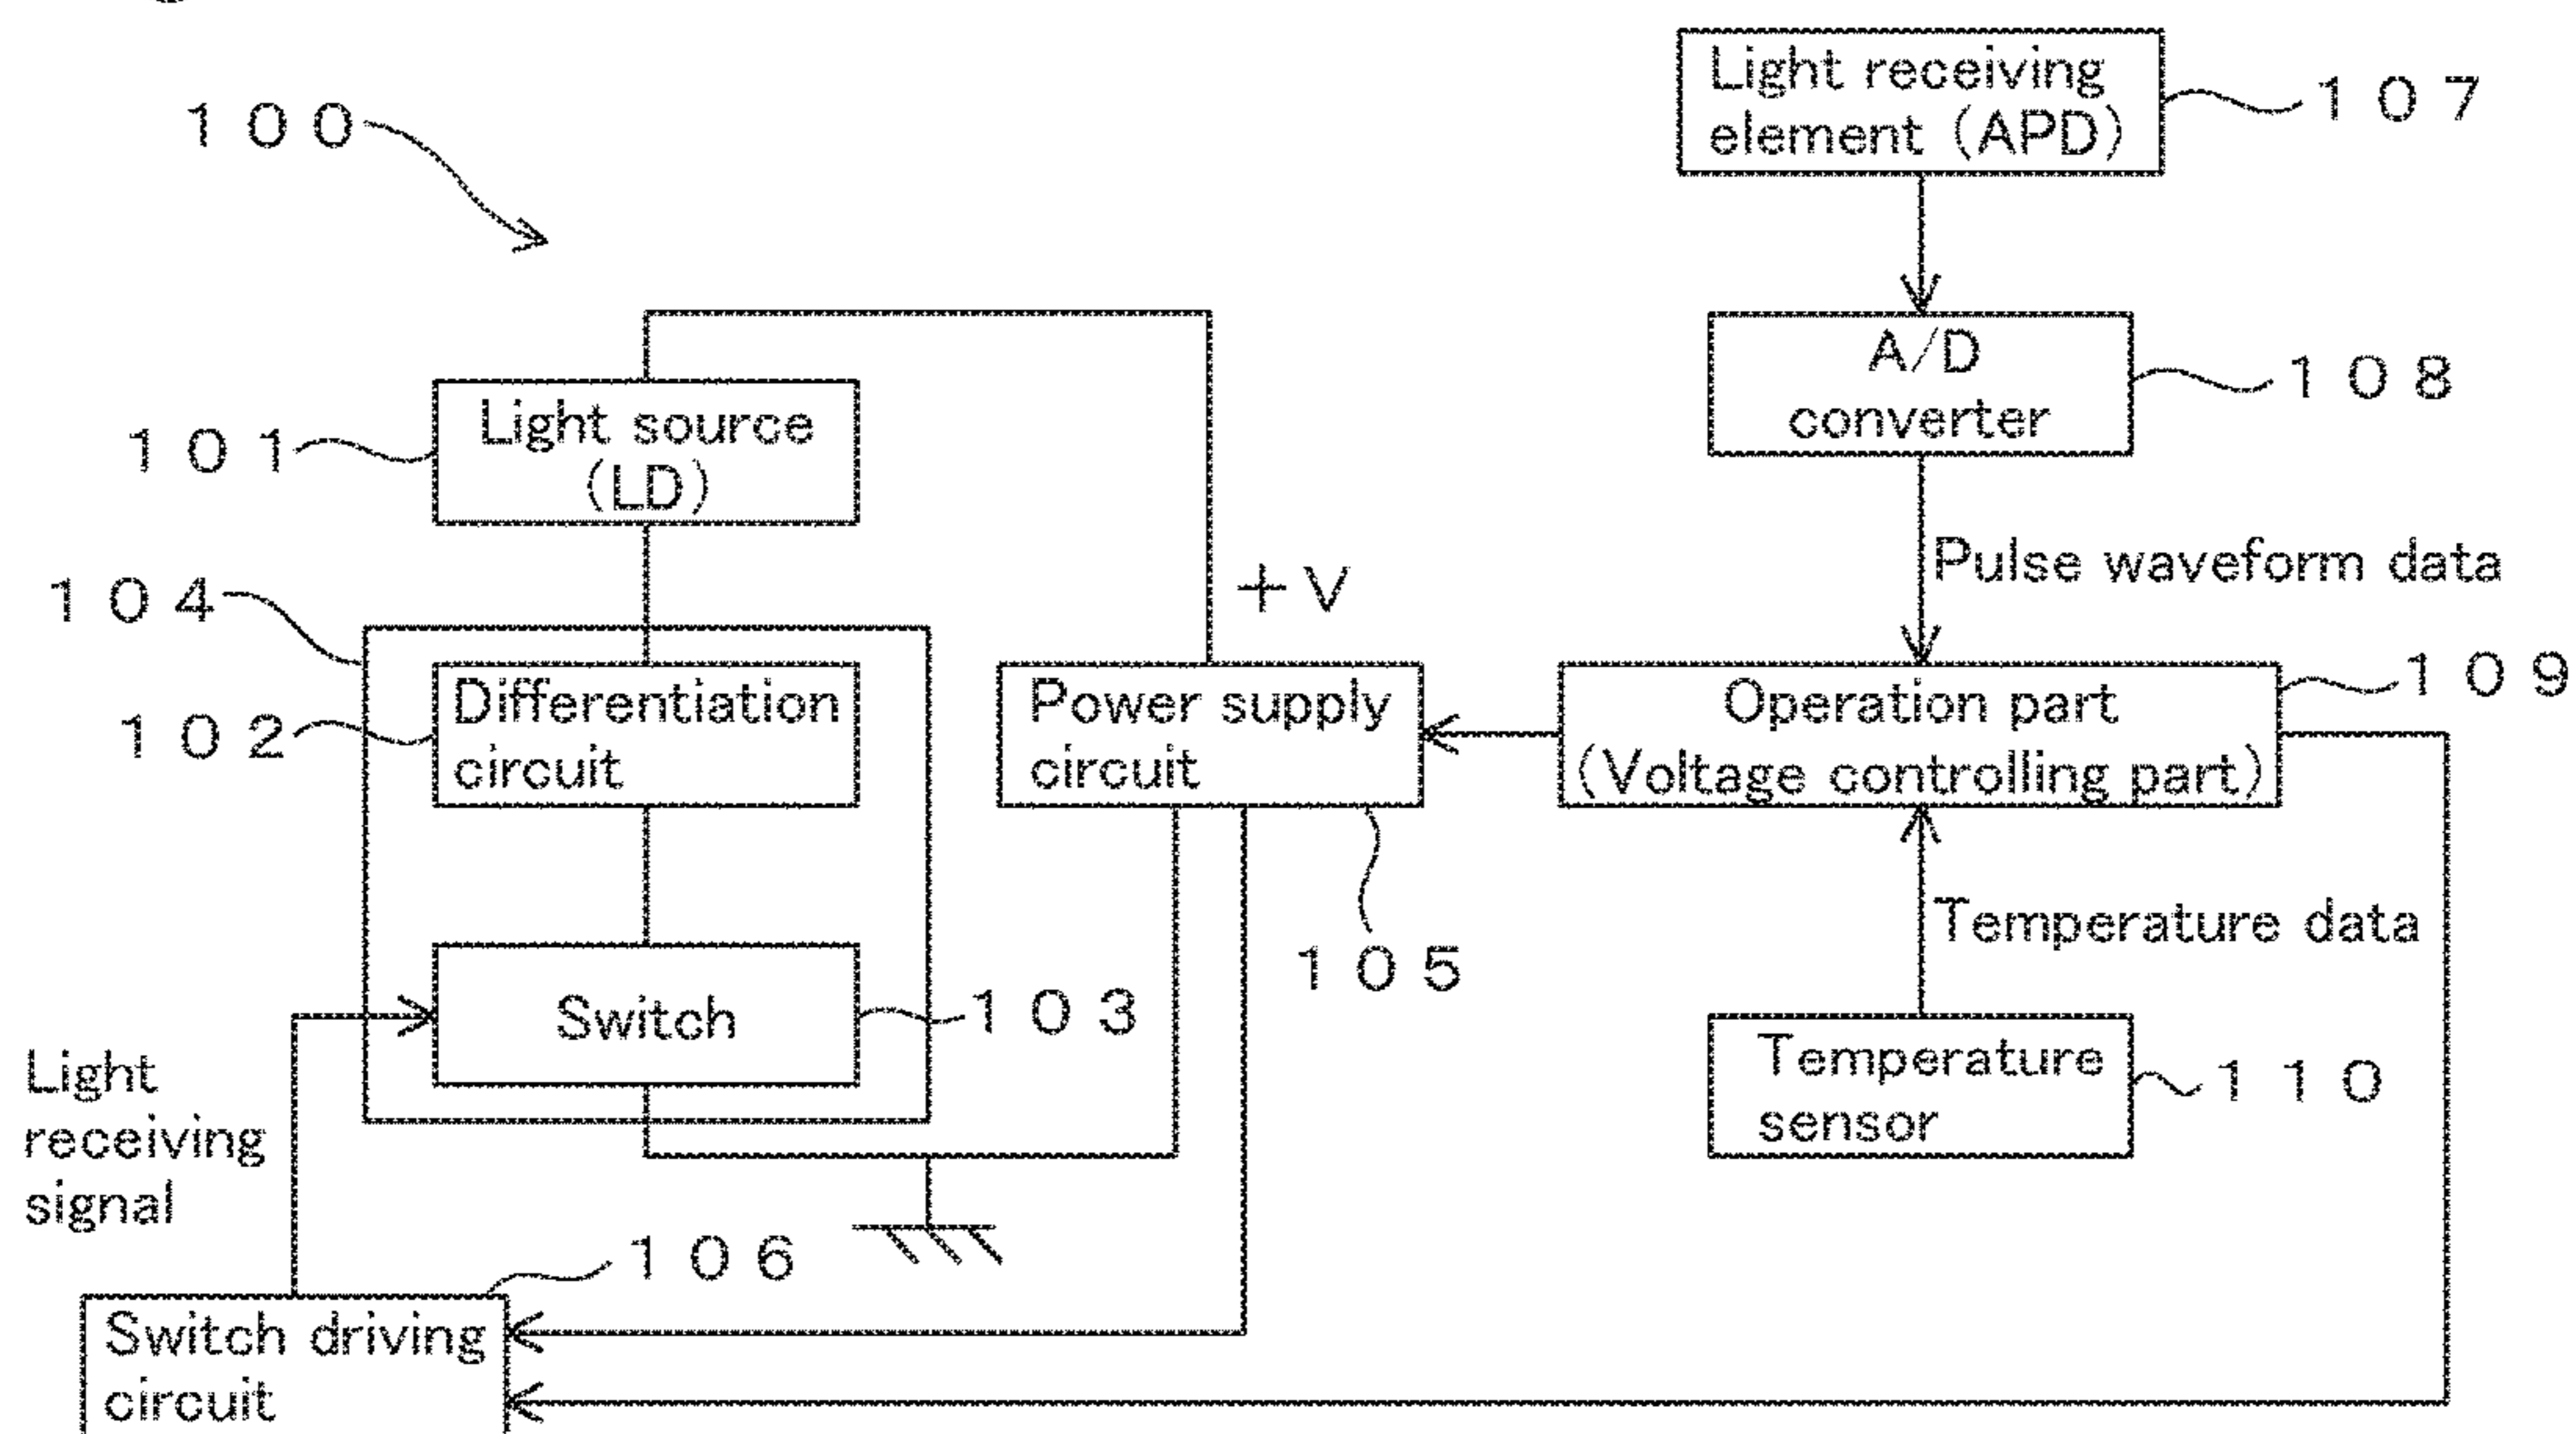 100
Light receiving
element (APD)
107
A/D
converter
108
Light source
(LD)
101
Pulse waveform data
104
+V
Differentiation
circuit
102
Power supply
circuit
105
Operation part
(Voltage controlling part)
109
Temperature data
Switch
103
Temperature
sensor
110
Light
receiving
signal
106
Switch driving
circuit